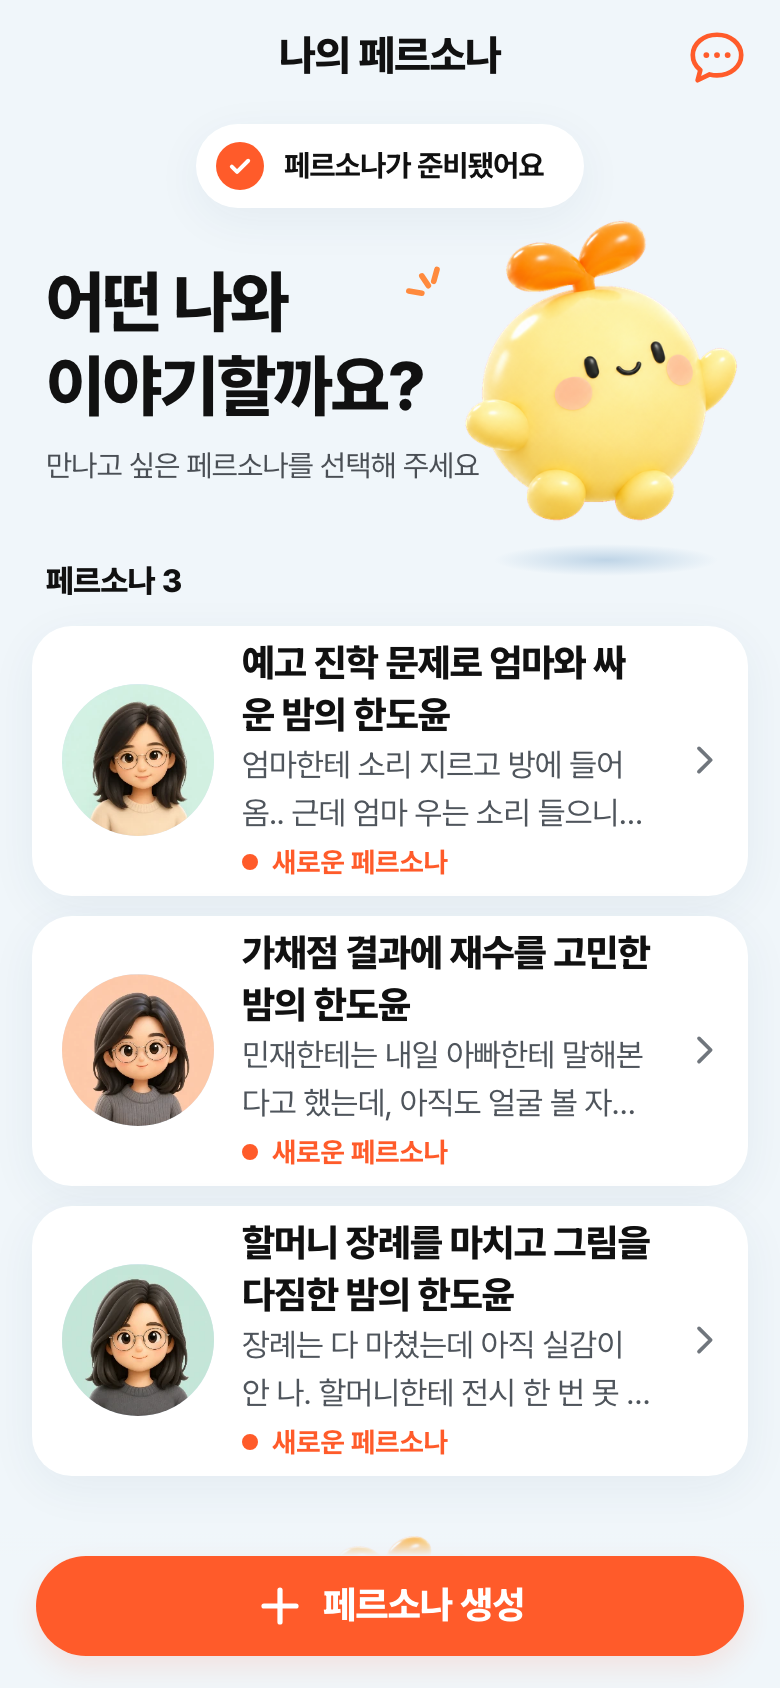 나의 페르소나
페르소나가 준비됐어요
어떤 나와
이야기할까요?
만나고 싶은 페르소나를 선택해 주세요
페르소나 3
예고 진학 문제로 엄마와 싸
운 밤의 한도윤
엄마한테 소리 지르고 방에 들어
옴.. 근데 엄마 우는 소리 들으니...
새로운 페르소나
가채점 결과에 재수를 고민한
밤의 한도윤
민재한테는 내일 아빠한테 말해본
다고 했는데, 아직도 얼굴 볼 자...
새로운 페르소나
할머니 장례를 마치고 그림을
다짐한 밤의 한도윤
장례는 다 마쳤는데 아직 실감이
안 나. 할머니한테 전시 한 번 못 ...
새로운 페르소나
페르소나 생성